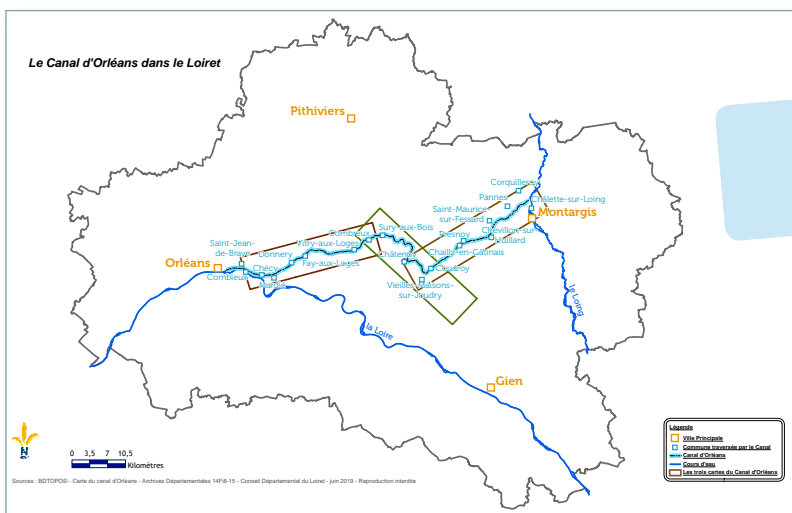 Le Canal d'Orléans dans le Loiret
Pithiviers
Corquilleroy
Pannes
Châlette-sur-Loing
Saint-Maurice
sur-Fessard
Montargis
Sury-aux-Bois
Combreux
Chevillon-sur-
Huillard
Presnoy
Saint-Jean-
de-Braye
Vitry-aux-Loges
Donnery
Châtenoy
Chailly-en-Gâtinais
Fay-aux-Loges
Orléans
Chécy
Coudroy
Combleux
Mardié
Vieilles-Maisons-
sur-Joudry
le Loing
la Loire
Gien
N
0 3,5 7 10,5
Kilomètres
Légende
Ville Principale
Commune traversée par le Canal
Canal d'Orléans
Cours d'eau
Les trois cartes du Canal d'Orléans
Sources : BDTOPO® - Carte du canal d'Orléans - Archives Départementales 14Fi6-15 - Conseil Départemental du Loiret - juin 2019 - Reproduction interdite